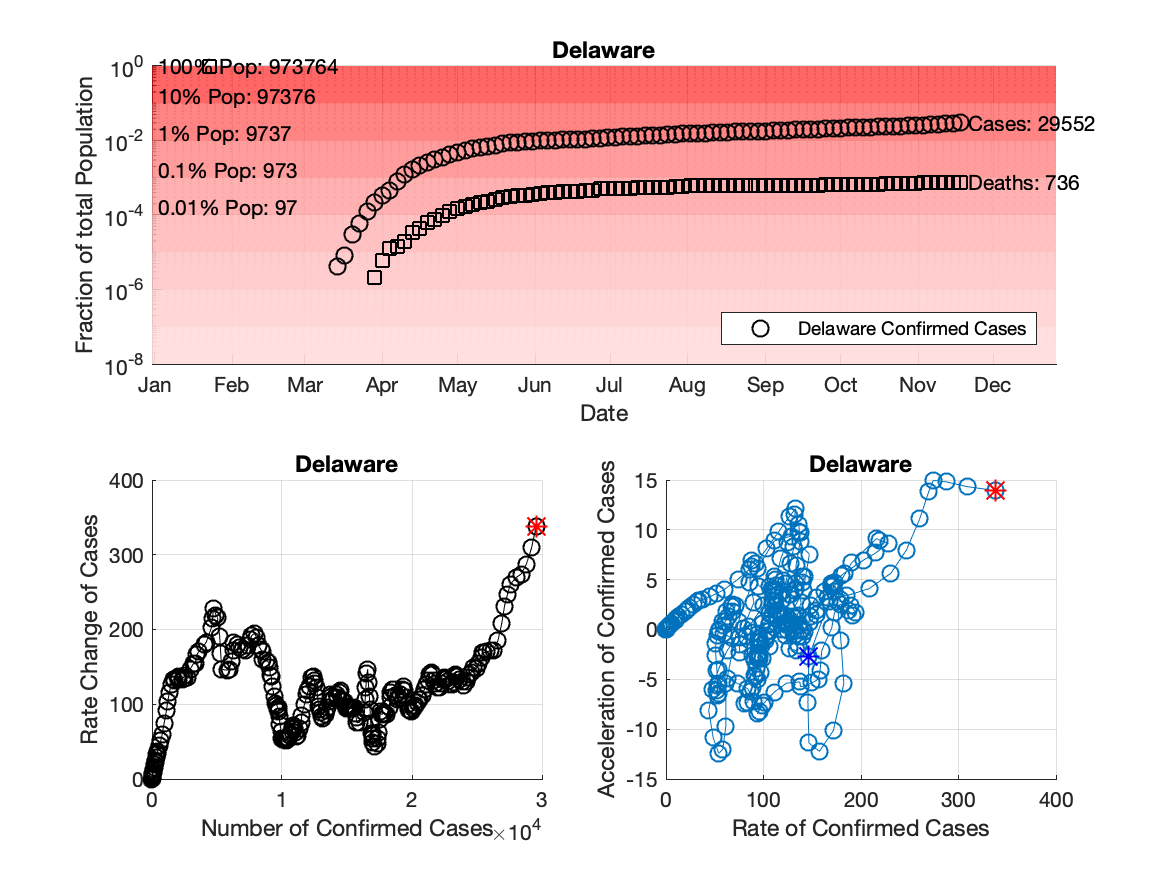 Delaware
10^0
10^-2
10^-4
10^-6
10^-8
Fraction of total Population
100% Pop: 973764
10% Pop: 97376
1% Pop: 9737
0.1% Pop: 973
0.01% Pop: 97
Cases: 29552
Deaths: 736
Delaware Confirmed Cases
Jan Feb Mar Apr May Jun Jul Aug Sep Oct Nov Dec
Date
Delaware
400
300
200
100
0
Rate Change of Cases
0 1 2 3
Number of Confirmed Cases ×10^4
Delaware
15
10
5
0
-5
-10
-15
Acceleration of Confirmed Cases
0 100 200 300 400
Rate of Confirmed Cases